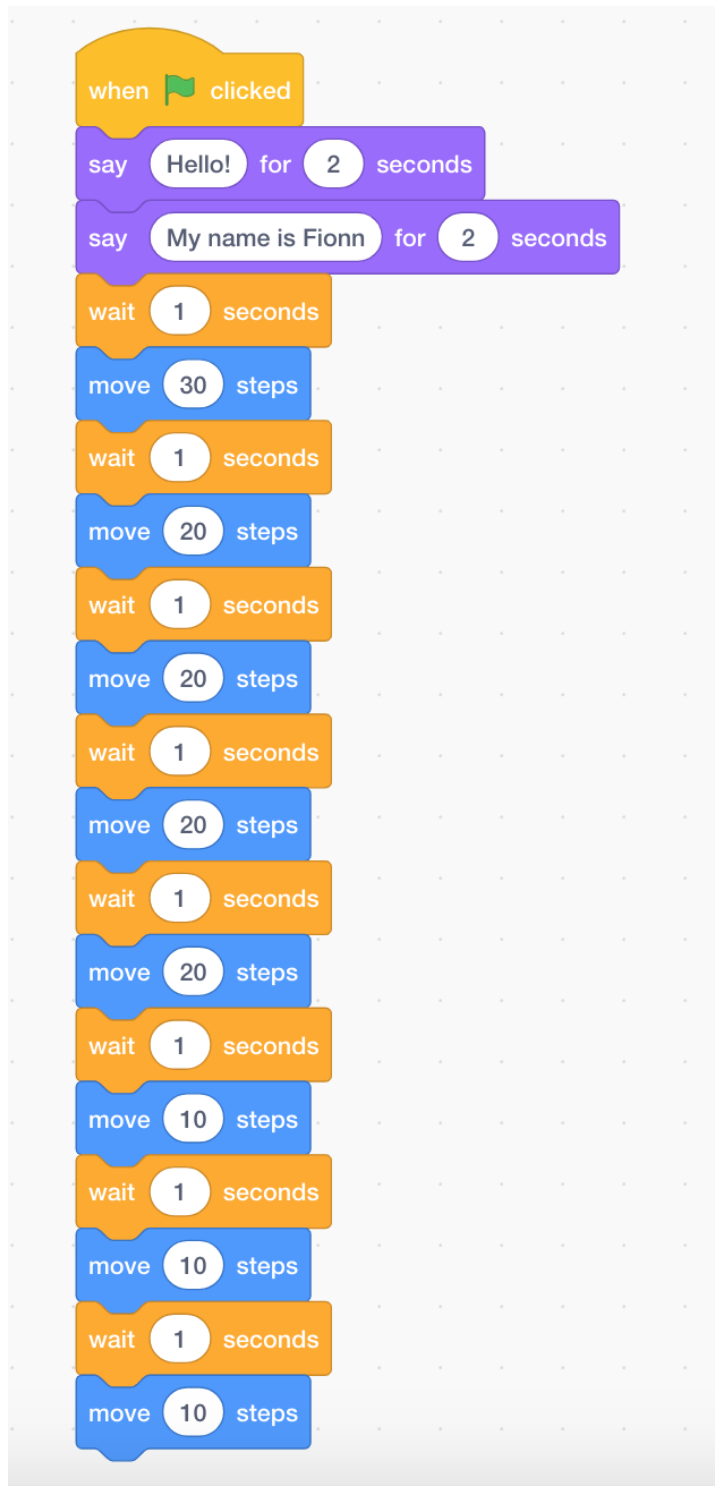 when clicked
say Hello! for 2 seconds
say My name is Fionn for 2 seconds
wait 1 seconds
move 30 steps
wait 1 seconds
move 20 steps
wait 1 seconds
move 20 steps
wait 1 seconds
move 20 steps
wait 1 seconds
move 20 steps
wait 1 seconds
move 10 steps
wait 1 seconds
move 10 steps
wait 1 seconds
move 10 steps